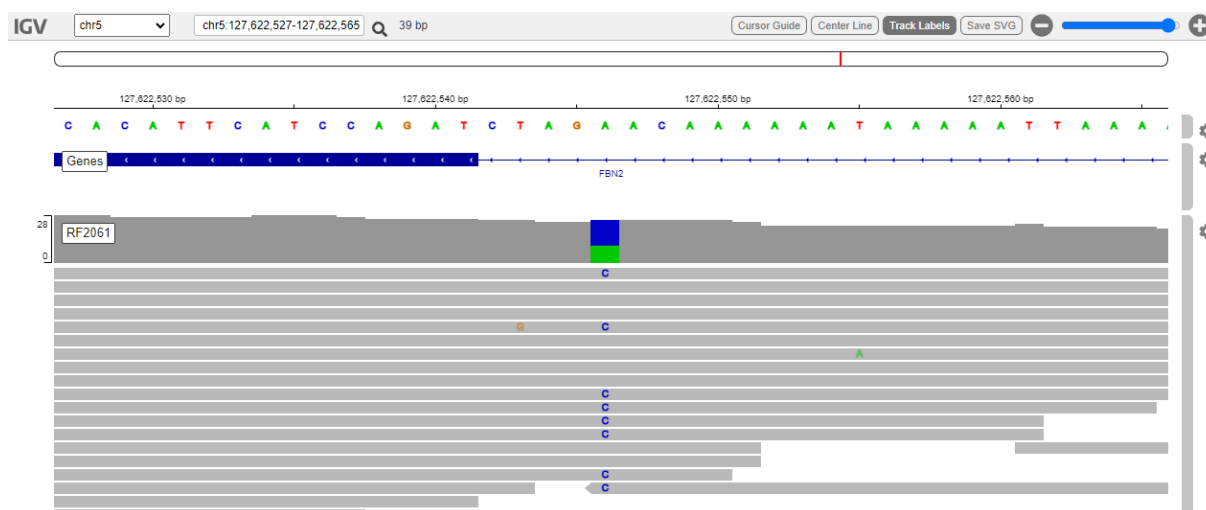 IGV chr5 chr5:127,622,527-127,622,565 39 bp Cursor Guide Center Line Track Labels Save SVG
127,622,530 bp 127,622,540 bp 127,622,550 bp 127,622,560 bp
C A C A T T C A T C C A G A T C T A G A A C A A A A A A T A A A A A T T A A A
Genes
FBN2
28
RF2061
0
C
G C
A
C
C
C
C
C
C